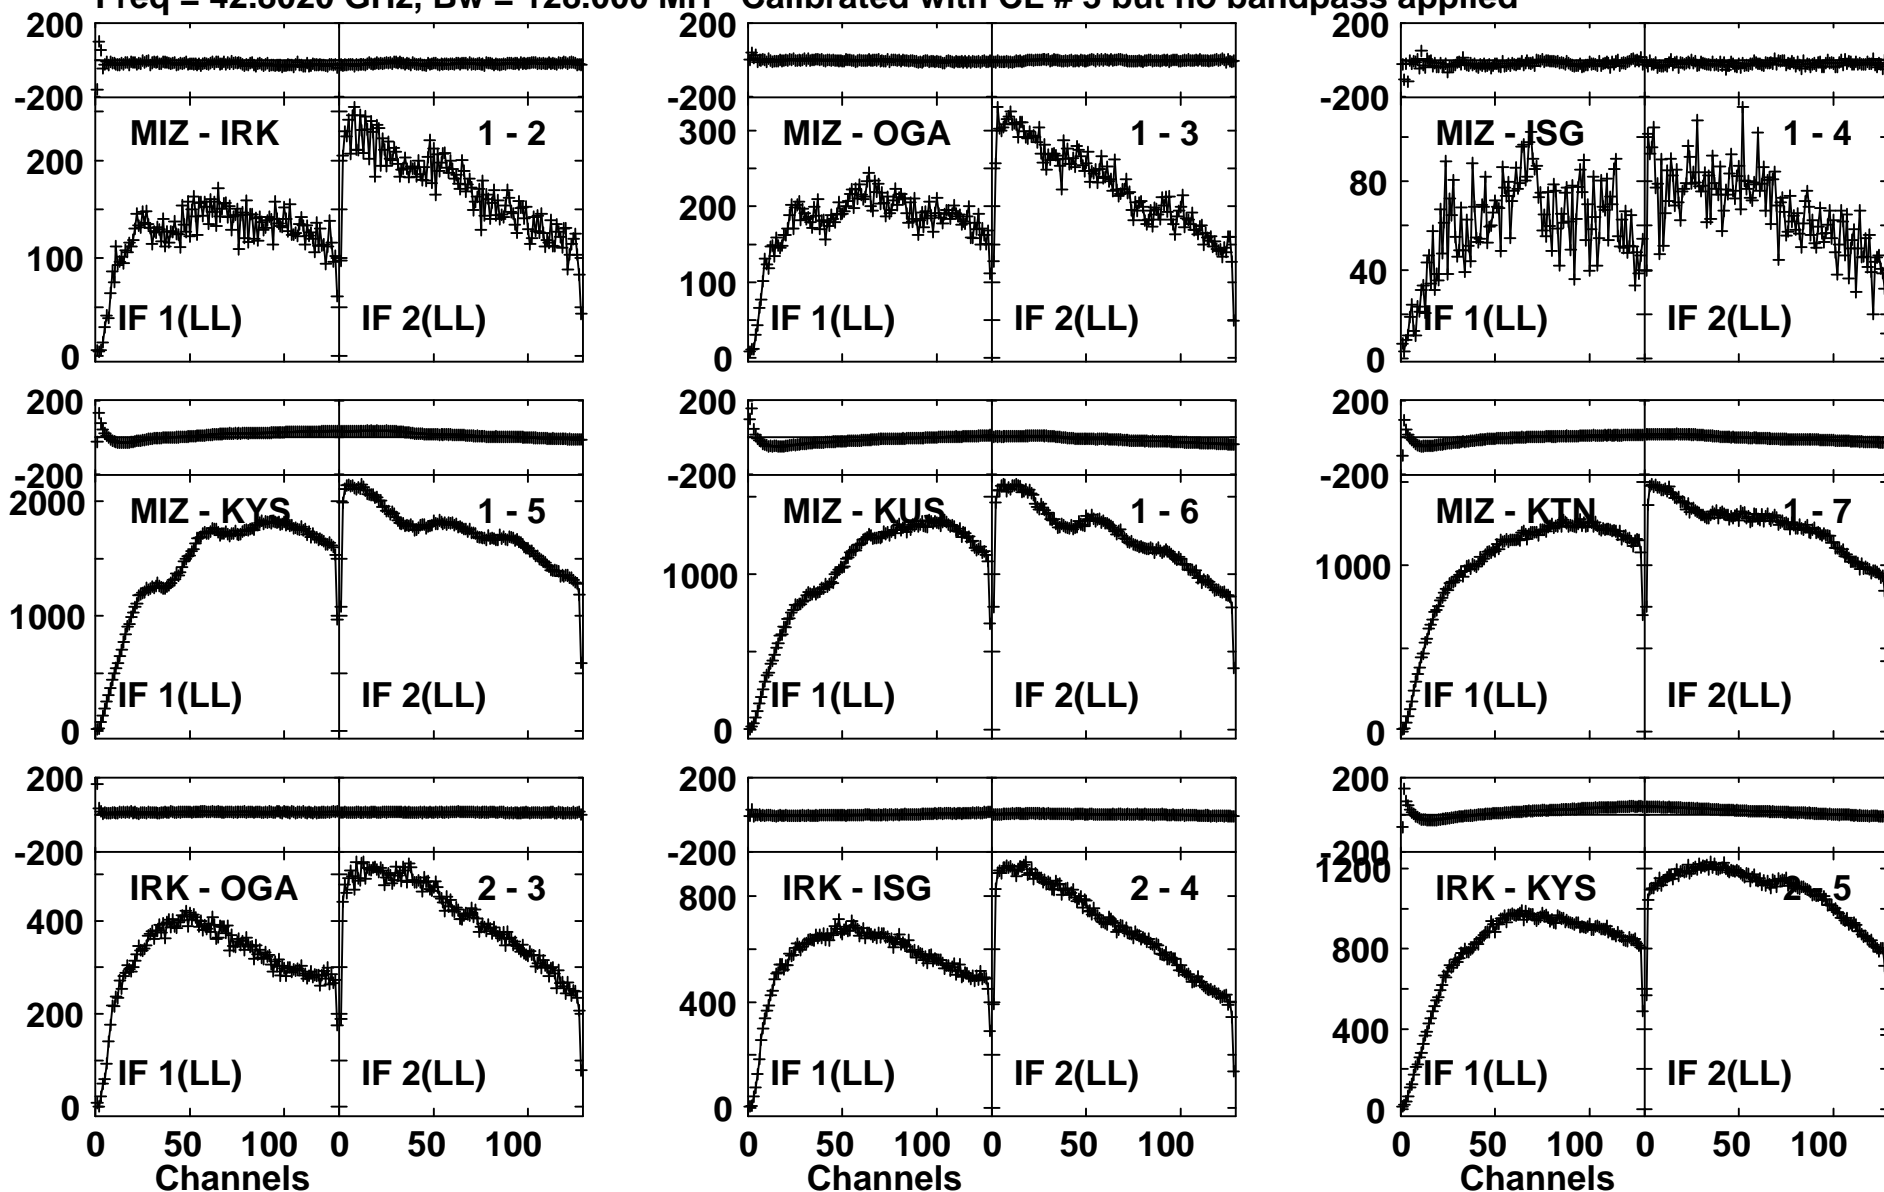 Freq = GHz, Bw = Calibrated with but no bandpass applied
200 200 200
-200 -200 -200
MIZ - IRK 1 - 2 MIZ - OGA 1 - 3 MIZ - ISG 1 - 4
300
200 200 80
100 100 40
IF 1(LL) IF 2(LL) IF 1(LL) IF 2(LL) IF 1(LL) IF 2(LL)
0 0 0
200 200 200
-200 -200 -200
2000
MIZ - KYS 1 - 5 MIZ - KUS 1 - 6 MIZ - KTN 1 - 7
1000 1000 1000
IF 1(LL) IF 2(LL) IF 1(LL) IF 2(LL) IF 1(LL) IF 2(LL)
0 0 0
200 200 200
-200 -200 -200
1200
IRK - OGA 2 - 3 IRK - ISG 2 - 4 IRK - KYS 2 - 5
400 800 800
200 400 400
IF 1(LL) IF 2(LL) IF 1(LL) IF 2(LL) IF 1(LL) IF 2(LL)
0 0 0
0 50 100 0 50 100 0 50 100 0 50 100 0 50 100 0 50 100
Channels Channels Channels